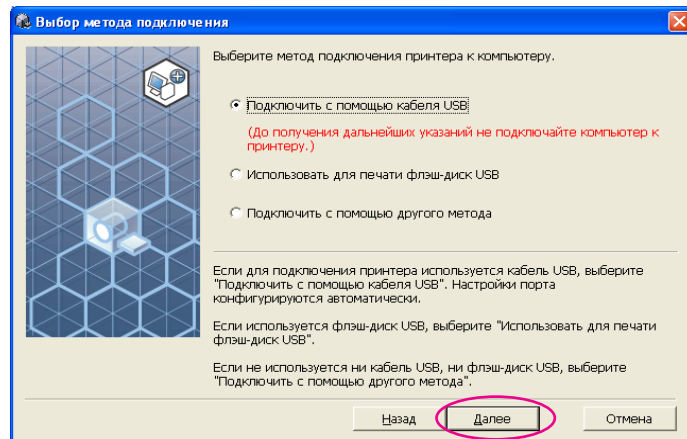 Выбор метода подключения
Выберите метод подключения принтера к компьютеру.
Подключить с помощью кабеля USB
(До получения дальнейших указаний не подключайте компьютер к
принтеру.)
Использовать для печати флэш-диск USB
Подключить с помощью другого метода
Если для подключения принтера используется кабель USB, выберите
"Подключить с помощью кабеля USB". Настройки порта
конфигурируются автоматически.
Если используется флэш-диск USB, выберите "Использовать для печати
флэш-диск USB".
Если не используется ни кабель USB, ни флэш-диск USB, выберите
"Подключить с помощью другого метода".
Назад Далее Отмена